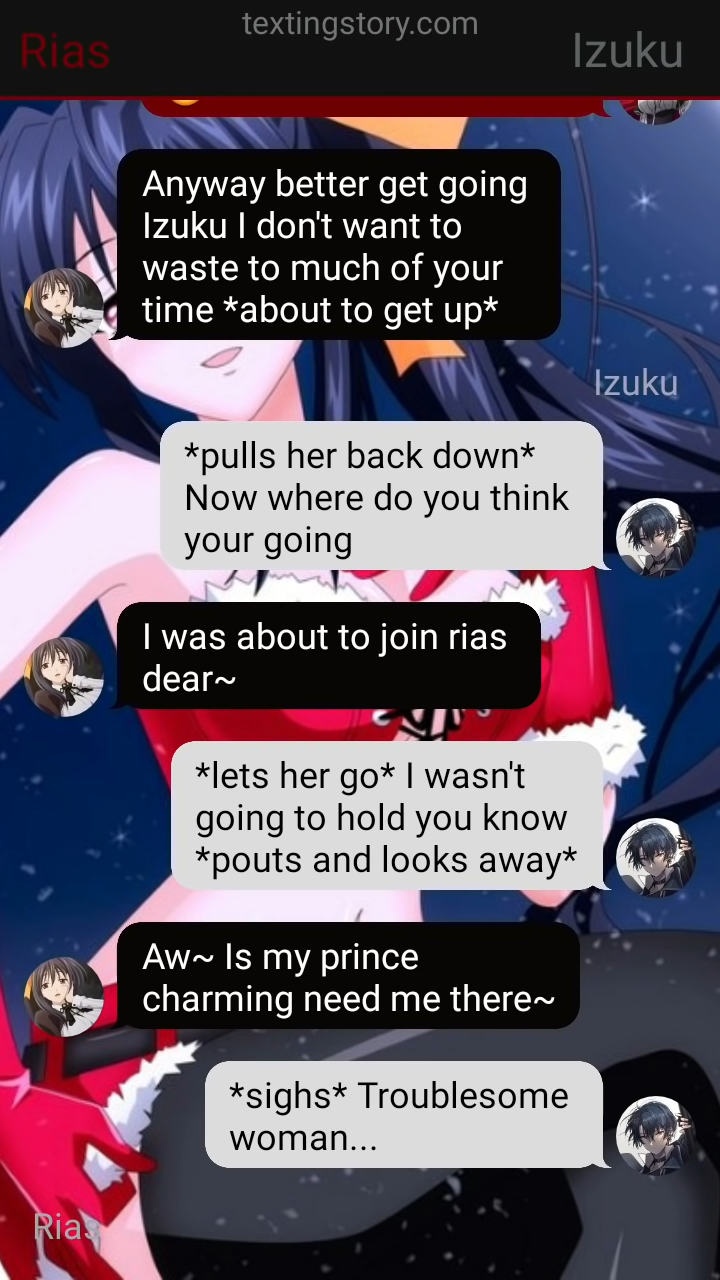 textingstory.com
Rias
Izuku
Anyway better get going
Izuku I don't want to
waste to much of your
time *about to get up*
Izuku
*pulls her back down*
Now where do you think
your going
I was about to join rias
dear~
*lets her go* I wasn't
going to hold you know
*pouts and looks away*
Aw~ Is my prince
charming need me there~
*sighs* Troublesome
woman...
Rias